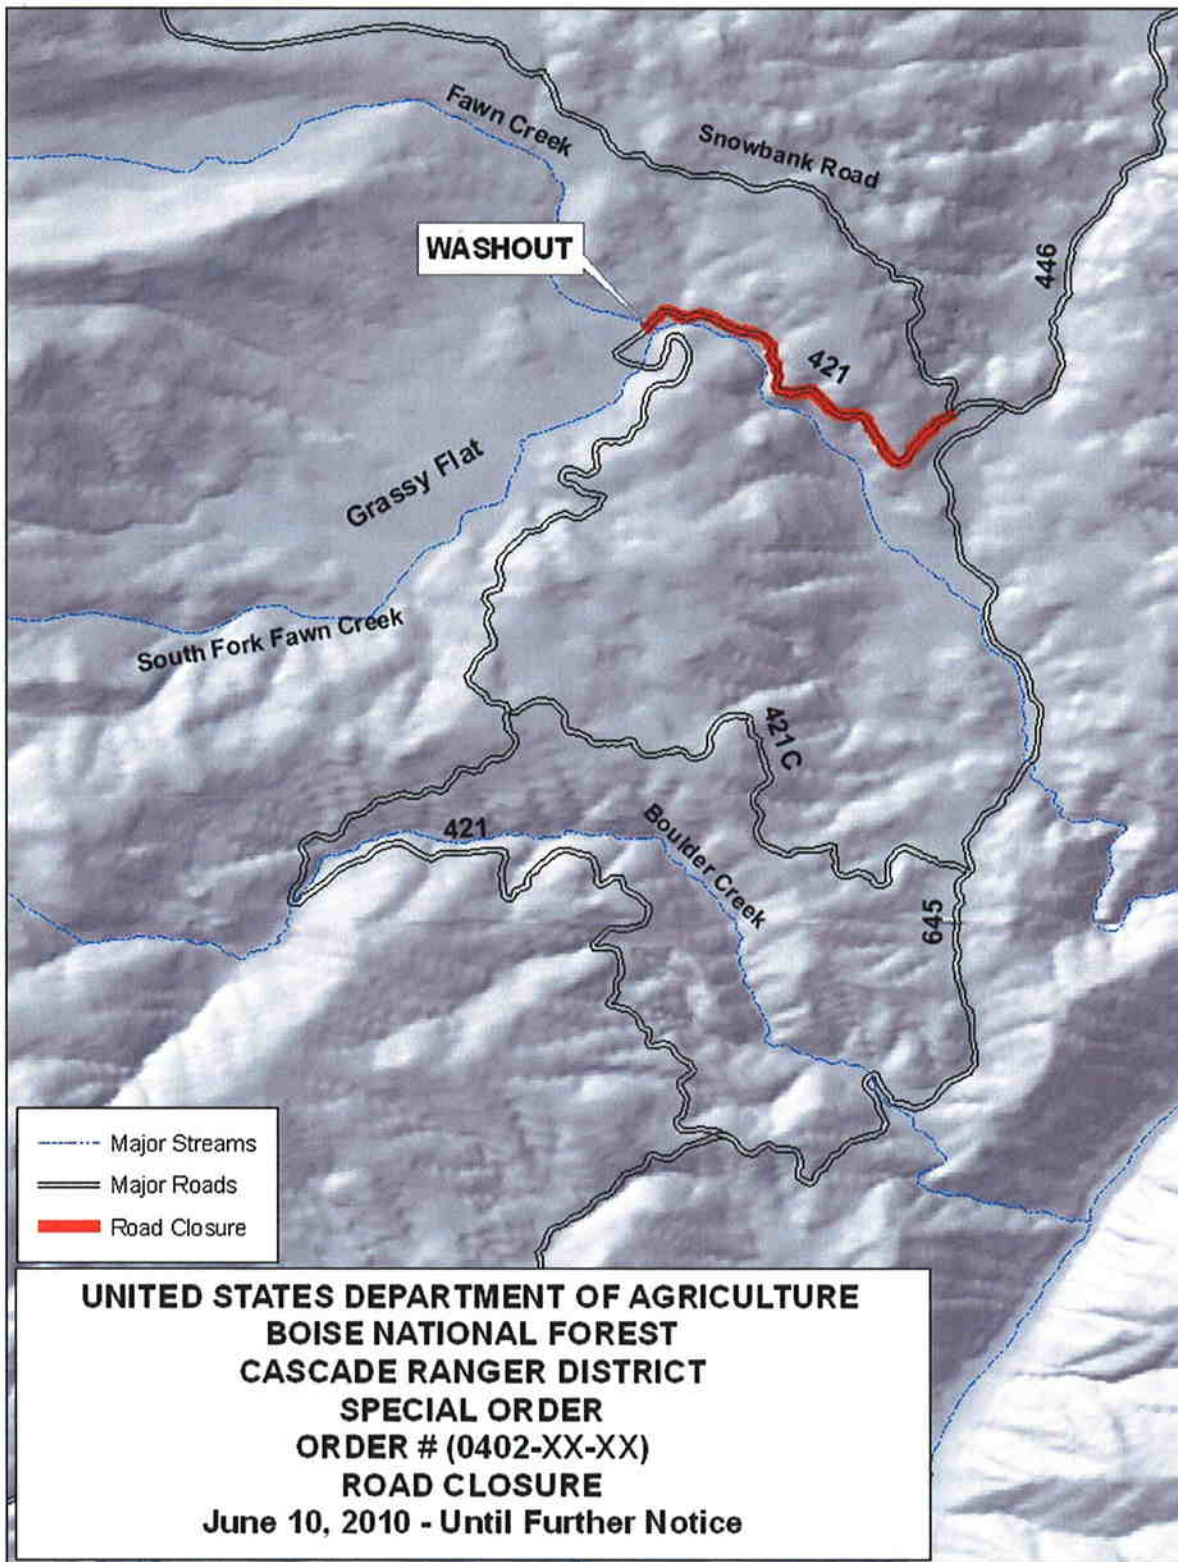 Fawn Creek
Snowbank Road
WASHOUT
446
421
Grassy Flat
South Fork Fawn Creek
421C
421
Boulder Creek
645
Major Streams
Major Roads
Road Closure
UNITED STATES DEPARTMENT OF AGRICULTURE
BOISE NATIONAL FOREST
CASCADE RANGER DISTRICT
SPECIAL ORDER
ORDER # (0402-XX-XX)
ROAD CLOSURE
June 10, 2010 - Until Further Notice